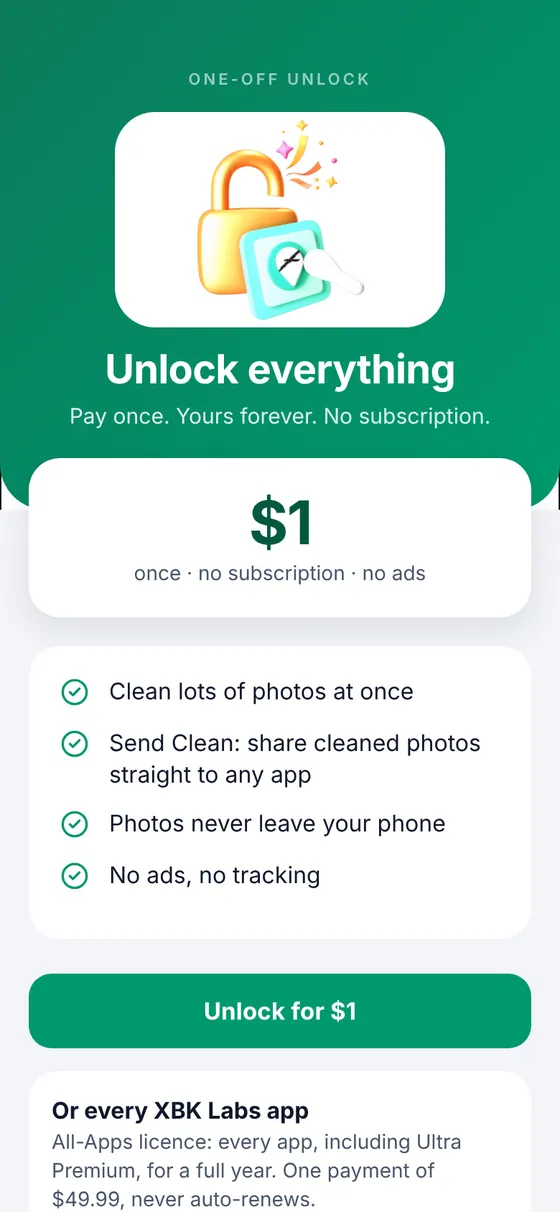 ONE-OFF UNLOCK
Unlock everything
Pay once. Yours forever. No subscription.
$1
once · no subscription · no ads
Clean lots of photos at once
Send Clean: share cleaned photos
straight to any app
Photos never leave your phone
No ads, no tracking
Unlock for $1
Or every XBK Labs app
All-Apps licence: every app, including Ultra
Premium, for a full year. One payment of
$49.99, never auto-renews.